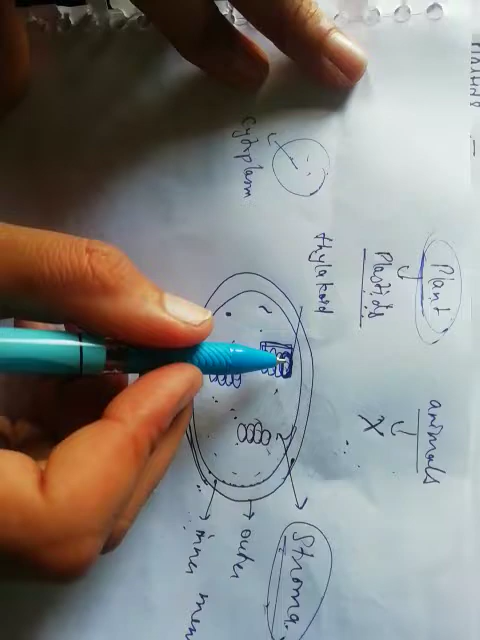 Plant
Plastids
animals
X
thylakoid
Cytoplasm
Stroma
outer
inner mem